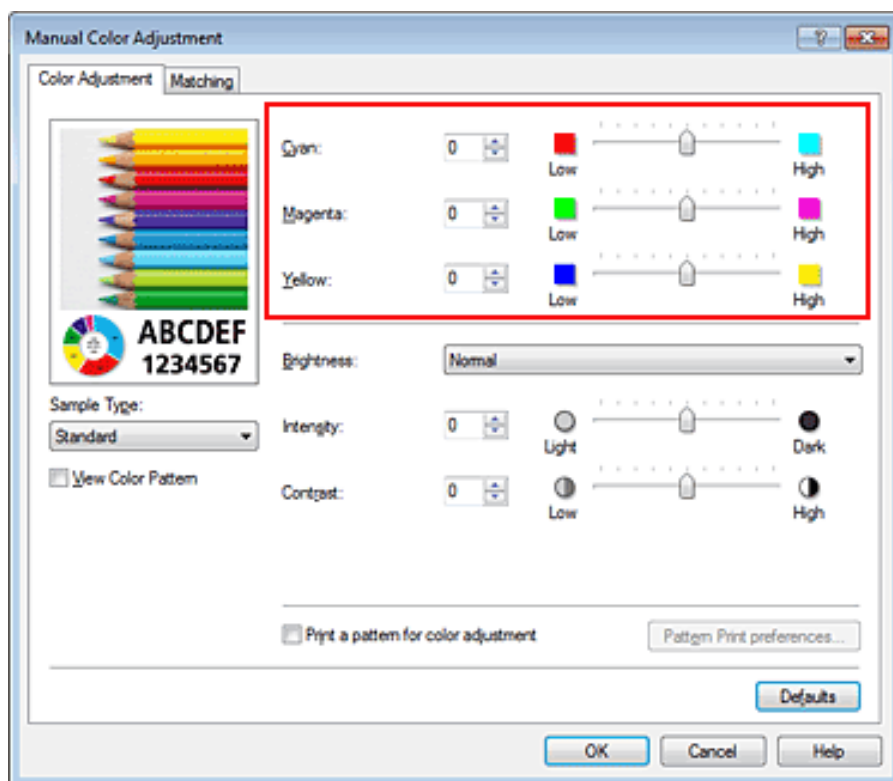 Manual Color Adjustment
Color Adjustment
Matching
Cyan:
0
Low
High
Magenta:
0
Low
High
Yellow:
0
Low
High
ABCDEF
1234567
Brightness:
Normal
Sample Type:
Standard
Intensity:
0
Light
Dark
View Color Pattern
Contrast:
0
Low
High
Print a pattern for color adjustment
Pattern Print preferences...
Defaults
OK
Cancel
Help